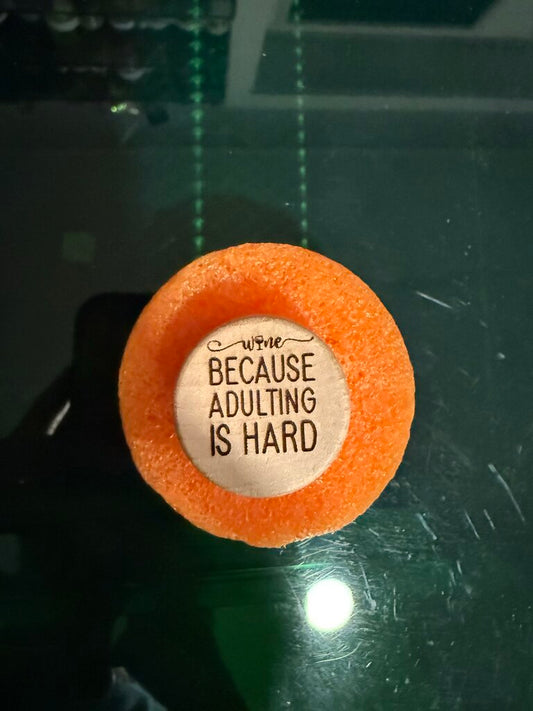 wine
BECAUSE
ADULTING
IS HARD